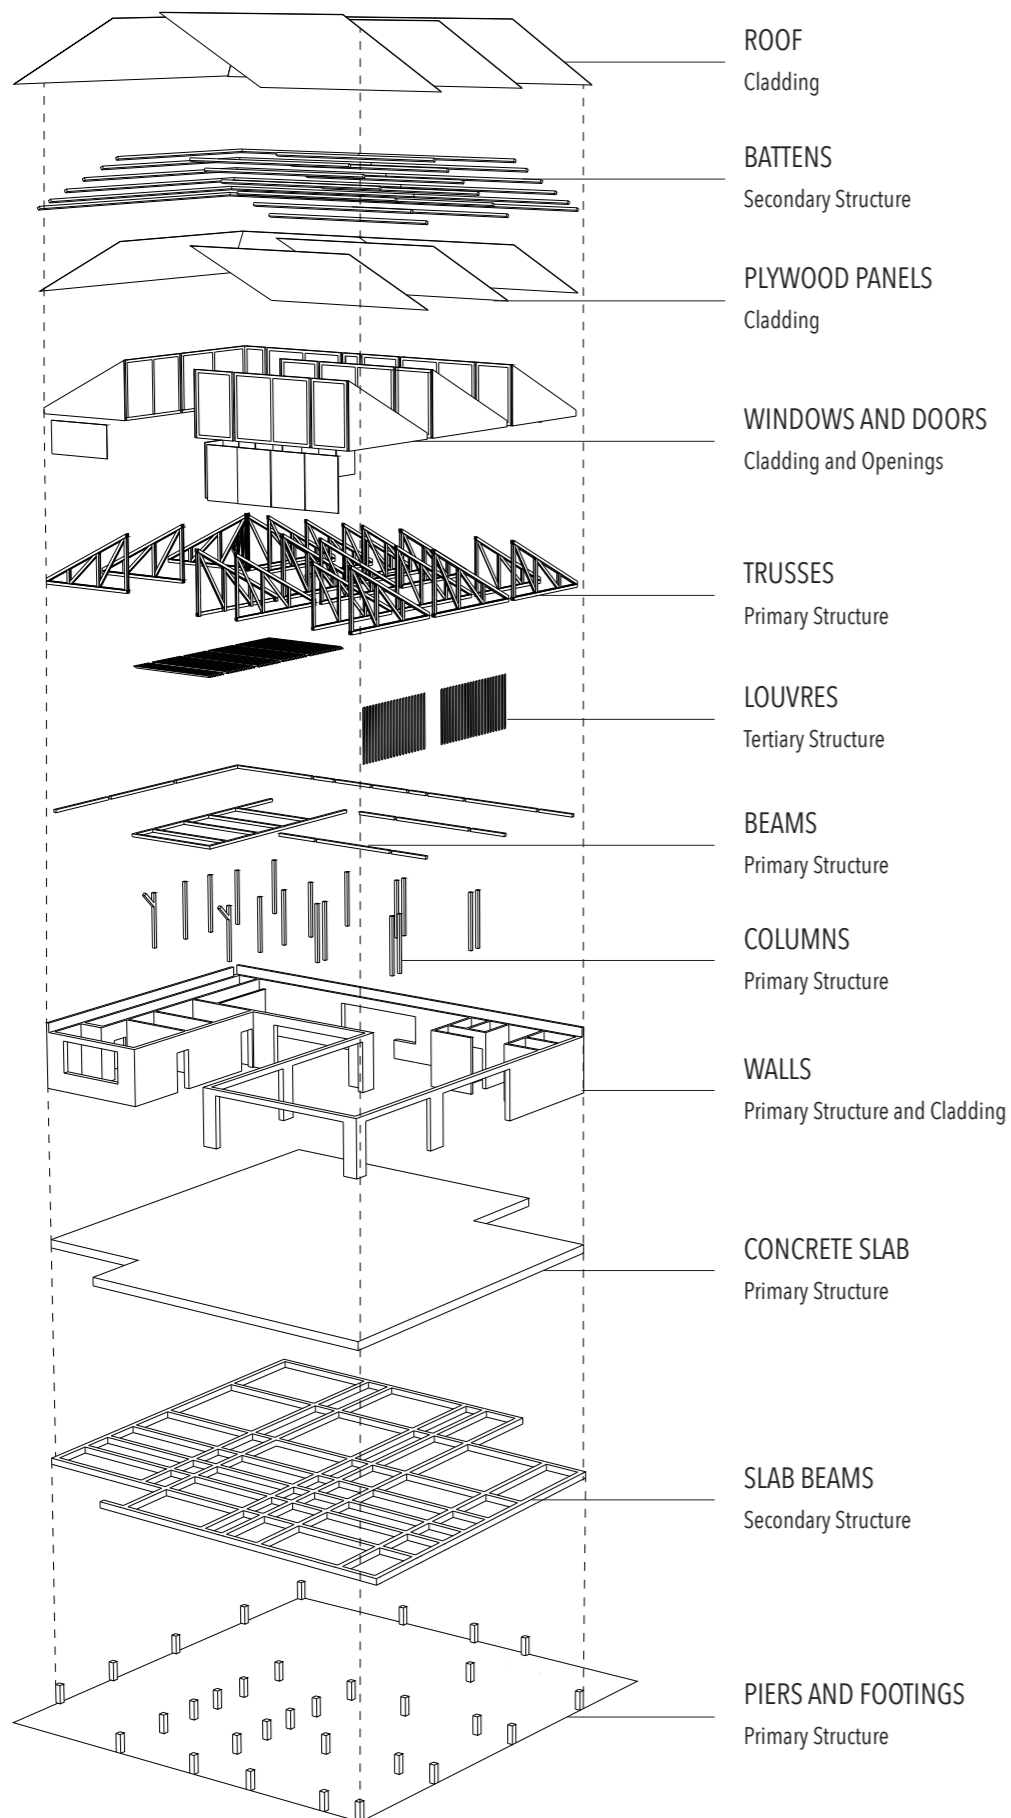 ROOF
Cladding
BATTENS
Secondary Structure
PLYWOOD PANELS
Cladding
WINDOWS AND DOORS
Cladding and Openings
TRUSSES
Primary Structure
LOUVRES
Tertiary Structure
BEAMS
Primary Structure
COLUMNS
Primary Structure
WALLS
Primary Structure and Cladding
CONCRETE SLAB
Primary Structure
SLAB BEAMS
Secondary Structure
PIERS AND FOOTINGS
Primary Structure